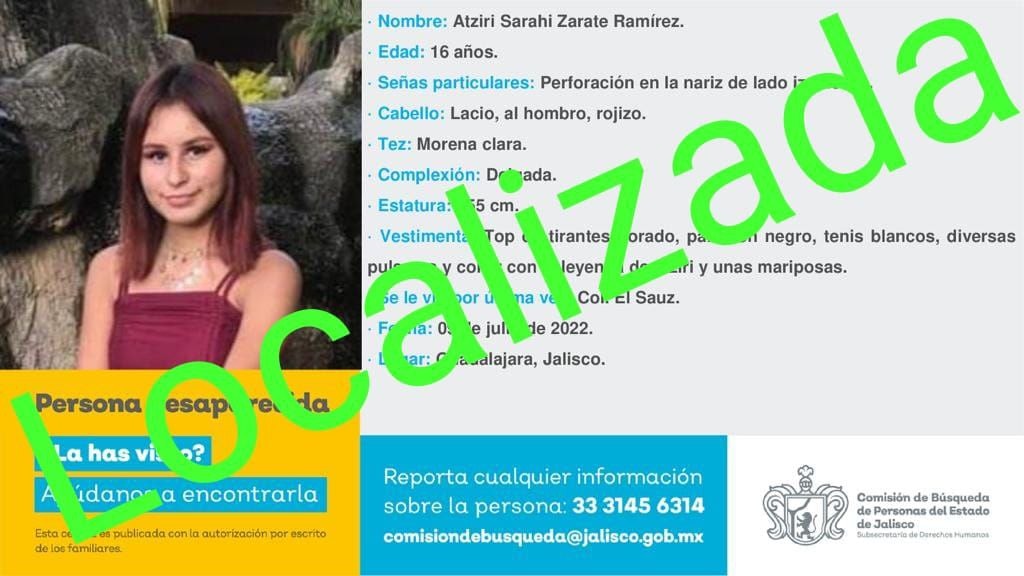 · Nombre: Atziri Sarahi Zarate Ramírez.
· Edad: 16 años.
· Señas particulares: Perforación en la nariz de lado
· Cabello: Lacio, al hombro, rojizo.
· Tez: Morena clara.
· Complexión: Delgada.
· Estatura: 55 cm.
· Vestimenta: Top de tirantes dorado, pantalón negro, tenis blancos, diversas
pulseras y collar con leyenda de Atziri y unas mariposas.
· Se le vio por última vez: Col. El Sauz.
· Fecha: de julio de 2022.
· Lugar: Guadalajara, Jalisco.
Localizada
Persona desaparecida
¿La has visto?
Ayúdanos a encontrarla
Esta cédula es publicada con la autorización por escrito
de los familiares.
Reporta cualquier información
sobre la persona: 33 3145 6314
comisiondebusqueda@jalisco.gob.mx
Comisión de Búsqueda
de Personas del Estado
de Jalisco
Subsecretaría de Derechos Humanos